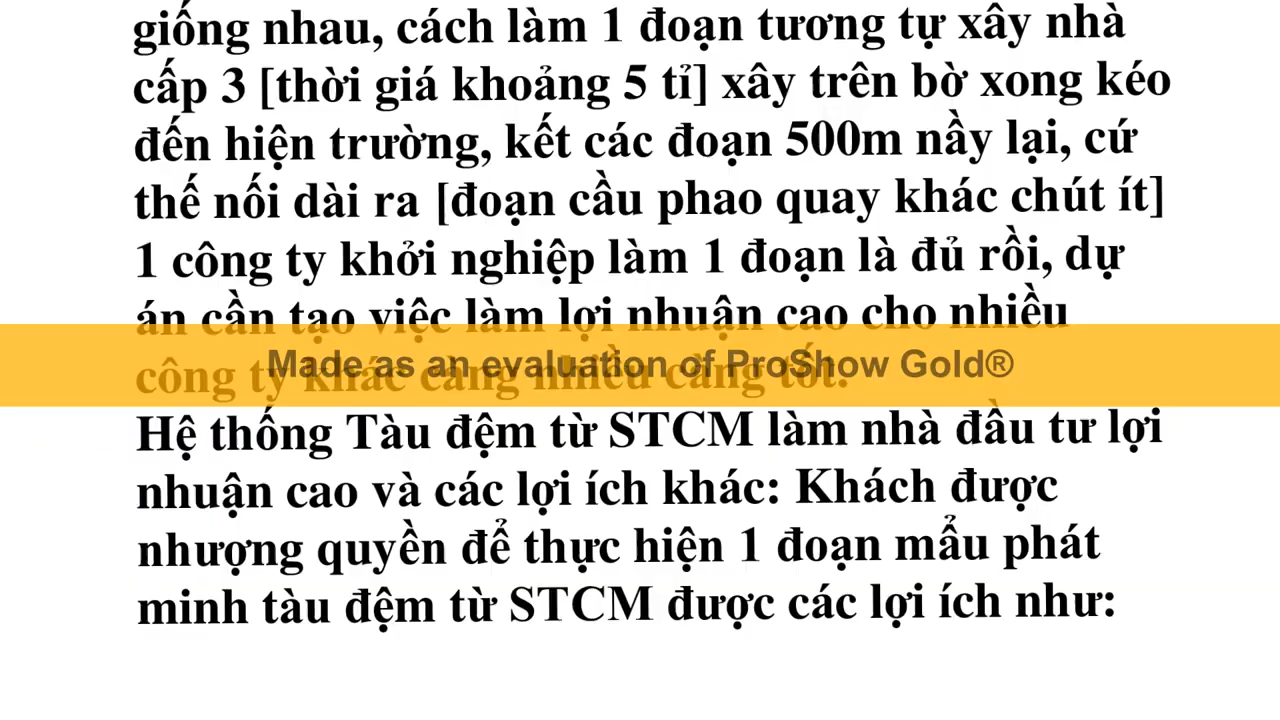 giống nhau, cách làm 1 đoạn tương tự xây nhà
cấp 3 [thời giá khoảng 5 tỉ] xây trên bờ xong kéo
đến hiện trường, kết các đoạn 500m nầy lại, cứ
thế nối dài ra [đoạn cầu phao quay khác chút ít]
1 công ty khởi nghiệp làm 1 đoạn là đủ rồi, dự
án cần tạo việc làm lợi nhuận cao cho nhiều
công ty khác càng nhiều càng tốt.
Made as an evaluation of ProShow Gold®
Hệ thống Tàu đệm từ STCM làm nhà đầu tư lợi
nhuận cao và các lợi ích khác: Khách được
nhượng quyền để thực hiện 1 đoạn mẩu phát
minh tàu đệm từ STCM được các lợi ích như: